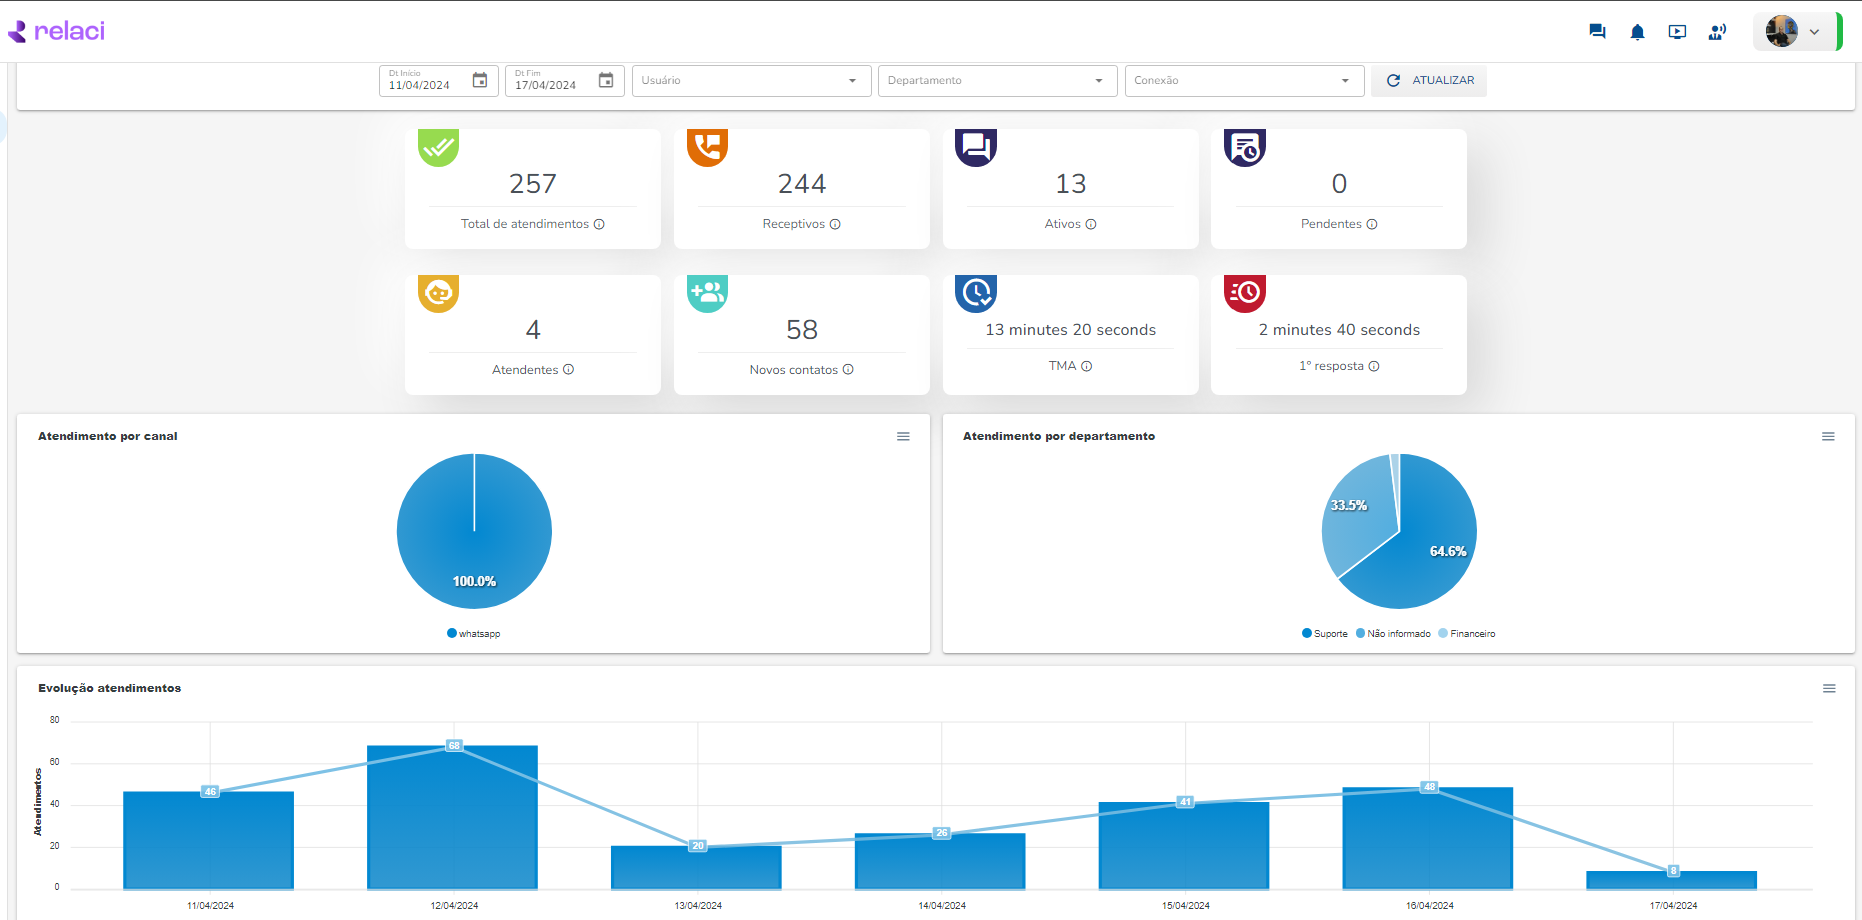 relaci
Dt Início
11/04/2024
Dt Fim
17/04/2024
Usuário
Departamento
Conexão
ATUALIZAR
257
Total de atendimentos
244
Receptivos
13
Ativos
0
Pendentes
4
Atendentes
58
Novos contatos
13 minutes 20 seconds
TMA
2 minutes 40 seconds
1º resposta
Atendimento por canal
100.0%
whatsapp
Atendimento por departamento
33.5%
64.6%
Suporte Não informado Financeiro
Evolução atendimentos
Atendimentos
80
60
40
20
0
46
68
20
26
41
48
8
11/04/2024 12/04/2024 13/04/2024 14/04/2024 15/04/2024 16/04/2024 17/04/2024